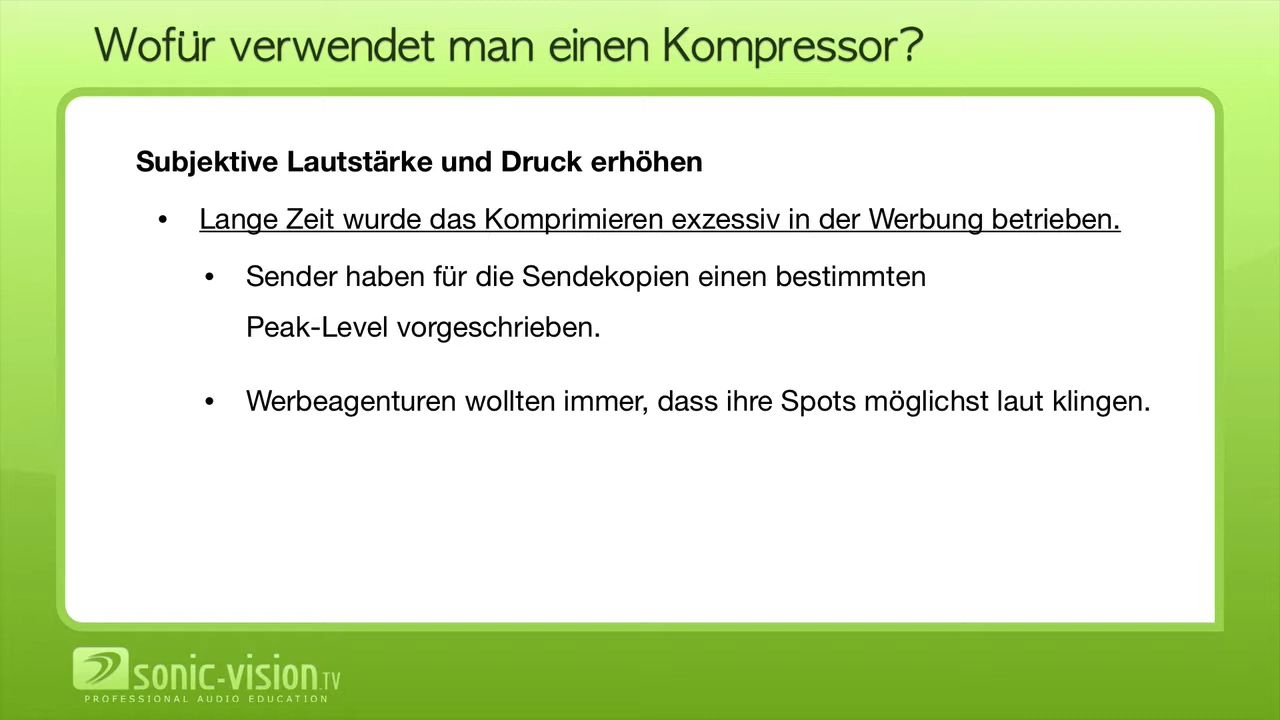 Wofür verwendet man einen Kompressor?
Subjektive Lautstärke und Druck erhöhen
• Lange Zeit wurde das Komprimieren exzessiv in der Werbung betrieben.
• Sender haben für die Sendekopien einen bestimmten
Peak-Level vorgeschrieben.
• Werbeagenturen wollten immer, dass ihre Spots möglichst laut klingen.
sonic-vision.TV
PROFESSIONAL AUDIO EDUCATION